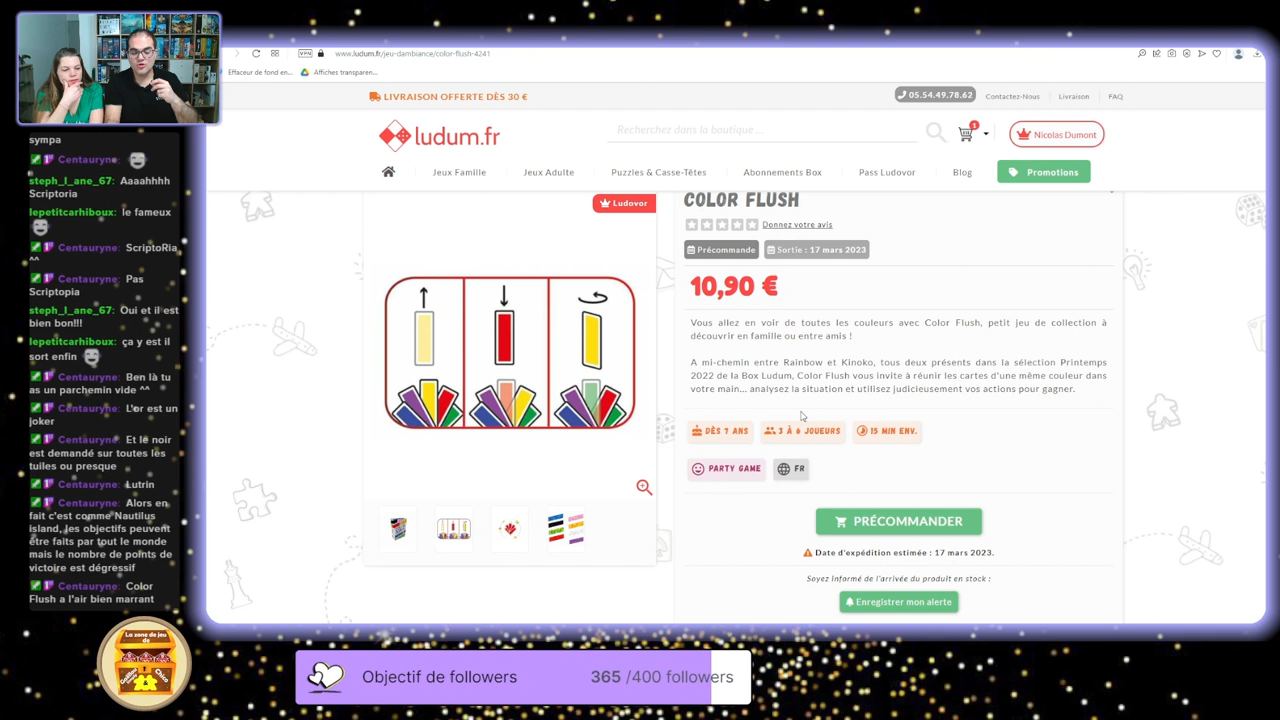 www.ludum.fr/jeu-dambiance/color-flush-4241
VPN
Effaceur de fond en...
Affiches transparen...
LIVRAISON OFFERTE DÈS 30 €
05.54.49.78.62
Contactez-Nous
Livraison
FAQ
ludum.fr
Recherchez dans la boutique ...
1
Nicolas Dumont
Jeux Famille
Jeux Adulte
Puzzles & Casse-Têtes
Abonnements Box
Pass Ludovor
Blog
Promotions
Ludovor
COLOR FLUSH
Donnez votre avis
Précommande
Sortie : 17 mars 2023
10,90 €
Vous allez en voir de toutes les couleurs avec Color Flush, petit jeu de collection à
découvrir en famille ou entre amis !
A mi-chemin entre Rainbow et Kinoko, tous deux présents dans la sélection Printemps
2022 de la Box Ludum, Color Flush vous invite à réunir les cartes d'une même couleur dans
votre main... analysez la situation et utilisez judicieusement vos actions pour gagner.
DÈS 7 ANS
3 À 6 JOUEURS
15 MIN ENV.
PARTY GAME
FR
PRÉCOMMANDER
Date d'expédition estimée : 17 mars 2023.
Soyez informé de l'arrivée du produit en stock :
Enregistrer mon alerte
sympa
Centauryne:
steph_l_ane_67: Aaaahhhh
Scriptoria
lepetitcarhiboux: le fameux
Centauryne: ScriptoRia
^^
Centauryne: Pas
Scriptopia
steph_l_ane_67: Oui et il est
bien bon!!!
lepetitcarhiboux: ça y est il
sort enfin
Centauryne: Ben là tu
as un parchemin vide ^^
Centauryne: L'or est un
joker
Centauryne: Et le noir
est demandé sur toutes les
tuiles ou presque
Centauryne: Lutrin
Centauryne: Alors en
fait c'est comme Nautilus
island, les objectifs peuvent
être faits par tout le monde
mais le nombre de points de
victoire est dégressif
Centauryne: Color
Flush a l'air bien marrant
La zone de jeu
de
Chico
Objectif de followers
365 /400 followers